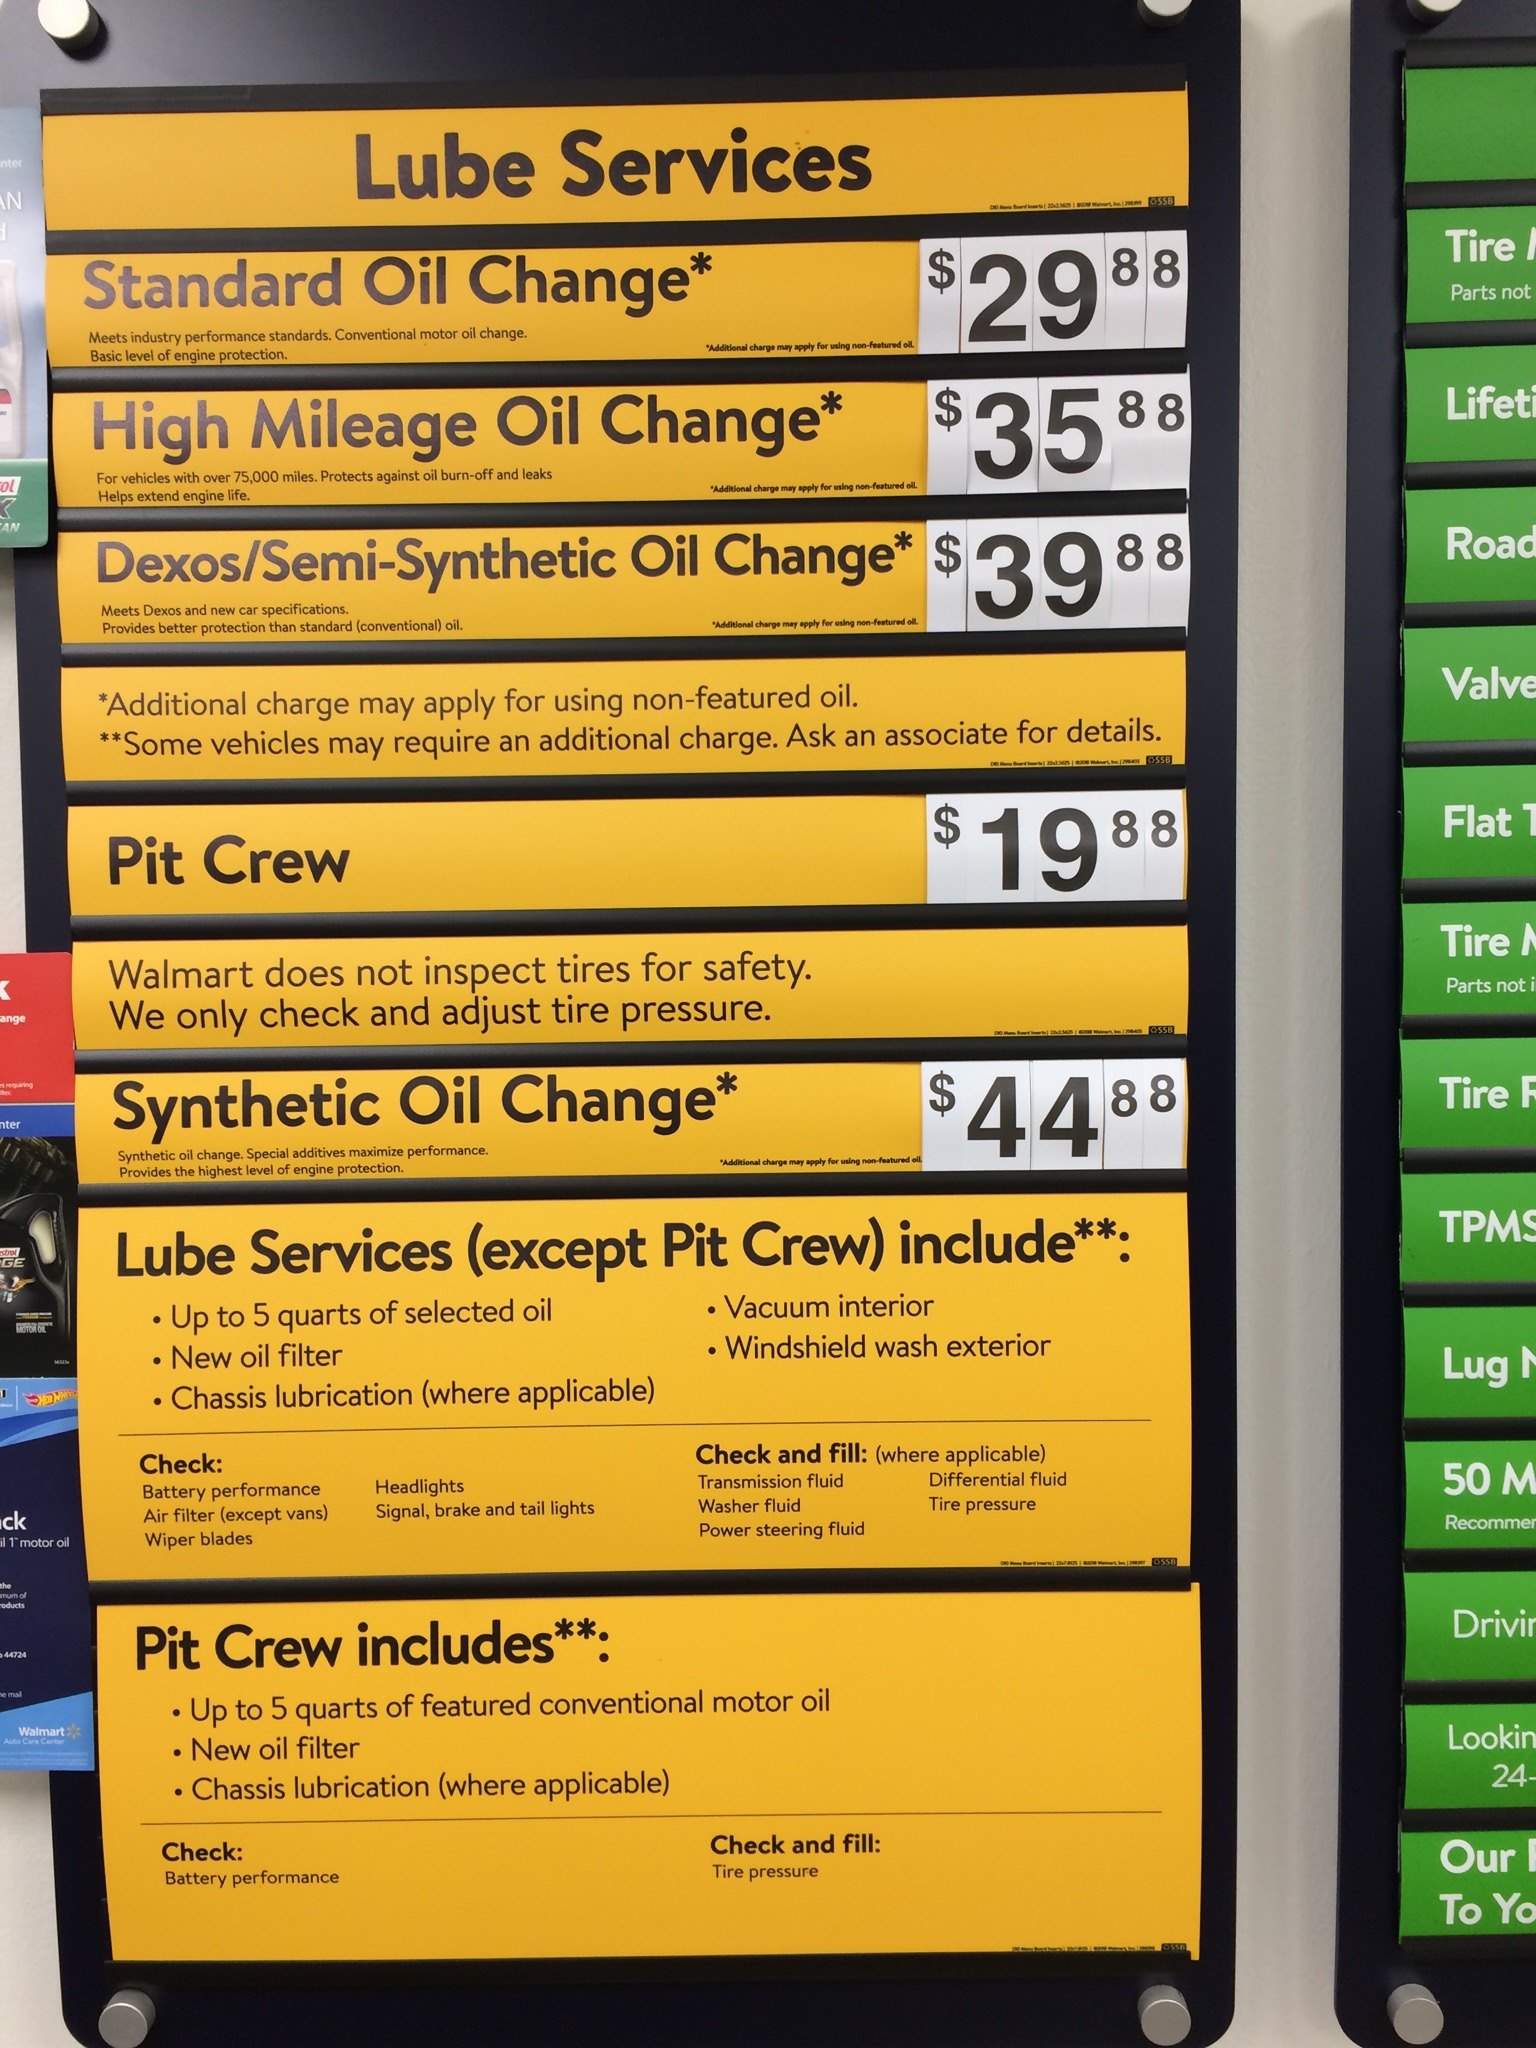 Lube Services
Standard Oil Change*
$29 88
Meets industry performance standards. Conventional motor oil change.
Basic level of engine protection.
*Additional charge may apply for using non-featured oil.
High Mileage Oil Change*
$35 88
For vehicles with over 75,000 miles. Protects against oil burn-off and leaks
Helps extend engine life.
*Additional charge may apply for using non-featured oil.
Dexos/Semi-Synthetic Oil Change*
$39 88
Meets Dexos and new car specifications.
Provides better protection than standard (conventional) oil.
*Additional charge may apply for using non-featured oil.
*Additional charge may apply for using non-featured oil.
**Some vehicles may require an additional charge. Ask an associate for details.
Pit Crew
$19 88
Walmart does not inspect tires for safety.
We only check and adjust tire pressure.
Synthetic Oil Change*
$44 88
Synthetic oil change. Special additives maximize performance.
Provides the highest level of engine protection.
*Additional charge may apply for using non-featured oil.
Lube Services (except Pit Crew) include**:
• Up to 5 quarts of selected oil
• New oil filter
• Chassis lubrication (where applicable)
• Vacuum interior
• Windshield wash exterior
Check:
Battery performance
Air filter (except vans)
Wiper blades
Headlights
Signal, brake and tail lights
Check and fill: (where applicable)
Transmission fluid
Washer fluid
Power steering fluid
Differential fluid
Tire pressure
Pit Crew includes**:
• Up to 5 quarts of featured conventional motor oil
• New oil filter
• Chassis lubrication (where applicable)
Check:
Battery performance
Check and fill:
Tire pressure
Tire
Parts not
Road
Flat
Tire
Parts not
Tire
TPMS
Lug
50
Our
To
motor oil
MOTOR OIL
44724
Walmart
Auto Care Center